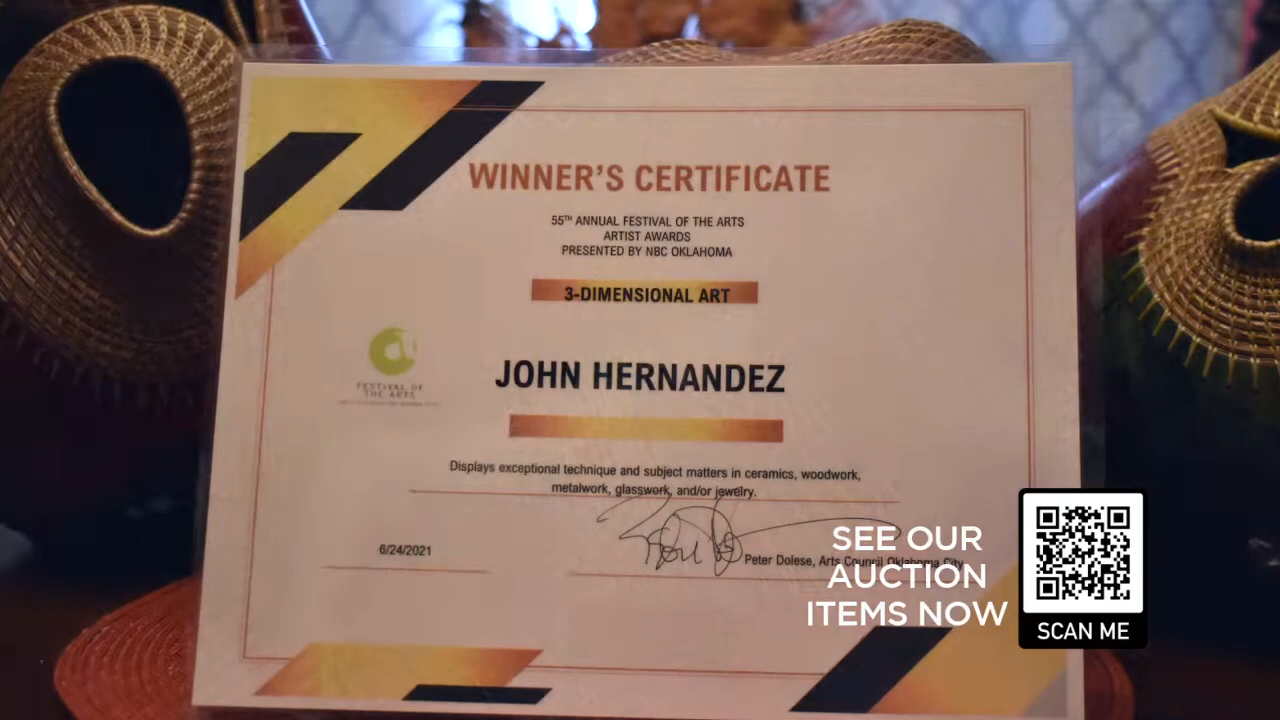 WINNER'S CERTIFICATE
55TH ANNUAL FESTIVAL OF THE ARTS
ARTIST AWARDS
PRESENTED BY NBC OKLAHOMA
3-DIMENSIONAL ART
FESTIVAL OF
THE ARTS
JOHN HERNANDEZ
Displays exceptional technique and subject matters in ceramics, woodwork,
metalwork, glasswork, and/or jewelry.
6/24/2021
Peter Dolese, Arts Council Oklahoma City
SEE OUR
AUCTION
ITEMS NOW
SCAN ME